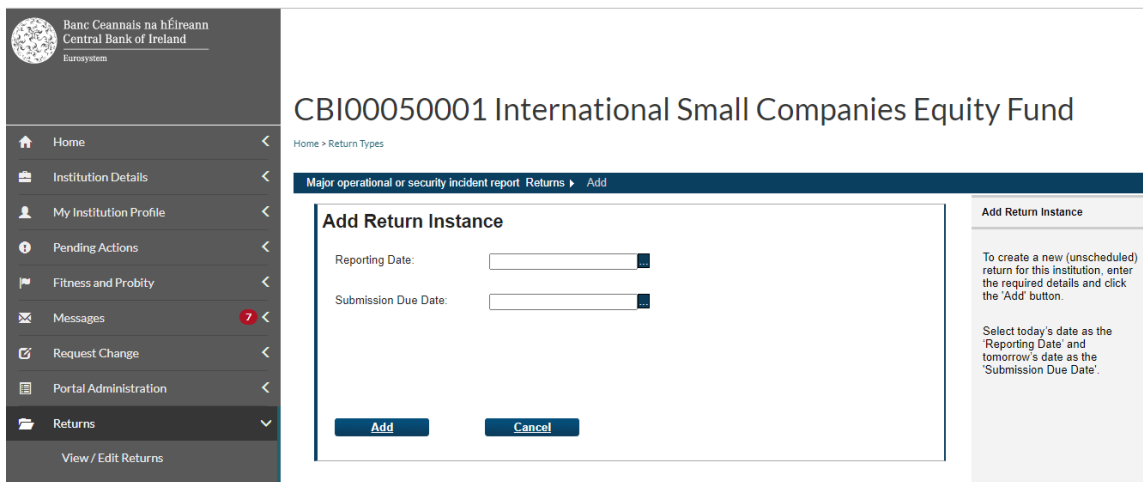 Banc Ceannais na hÉireann
Central Bank of Ireland
Eurosystem
Home
Institution Details
My Institution Profile
Pending Actions
Fitness and Probity
Messages 7
Request Change
Portal Administration
Returns
View / Edit Returns
CBI00050001 International Small Companies Equity Fund
Home > Return Types
Major operational or security incident report Returns Add
Add Return Instance
Reporting Date: ...
Submission Due Date: ...
Add Cancel
Add Return Instance
To create a new (unscheduled)
return for this institution, enter
the required details and click
the 'Add' button.
Select today's date as the
'Reporting Date' and
tomorrow's date as the
'Submission Due Date'.